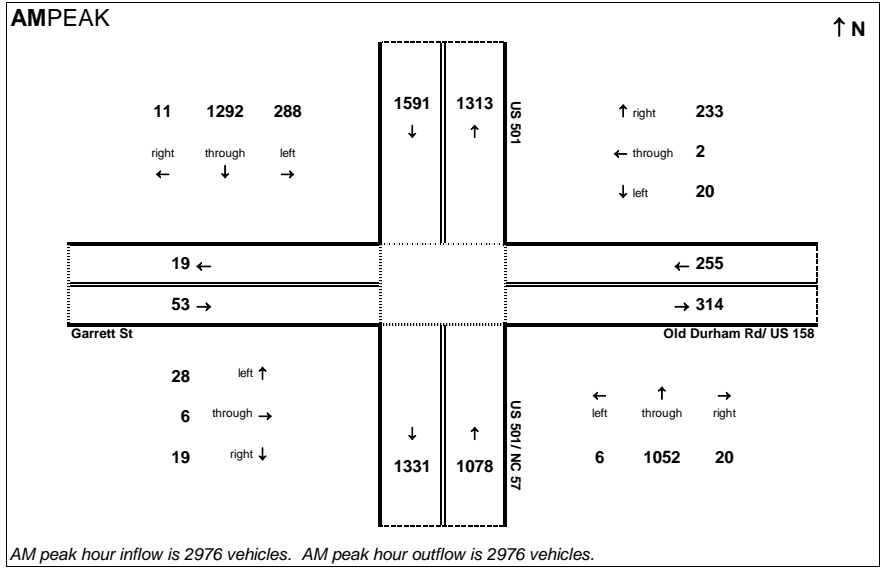 AMPEAK
↑ N
11 1292 288
right through left
← ↓ →
1591 1313
↓ ↑
US 501
↑ right 233
← through 2
↓ left 20
19 ←
53 →
← 255
→ 314
Garrett St
Old Durham Rd/ US 158
28 left ↑
6 through →
19 right ↓
↓ ↑
1331 1078
US 501/ NC 57
← ↑ →
left through right
6 1052 20
AM peak hour inflow is 2976 vehicles. AM peak hour outflow is 2976 vehicles.